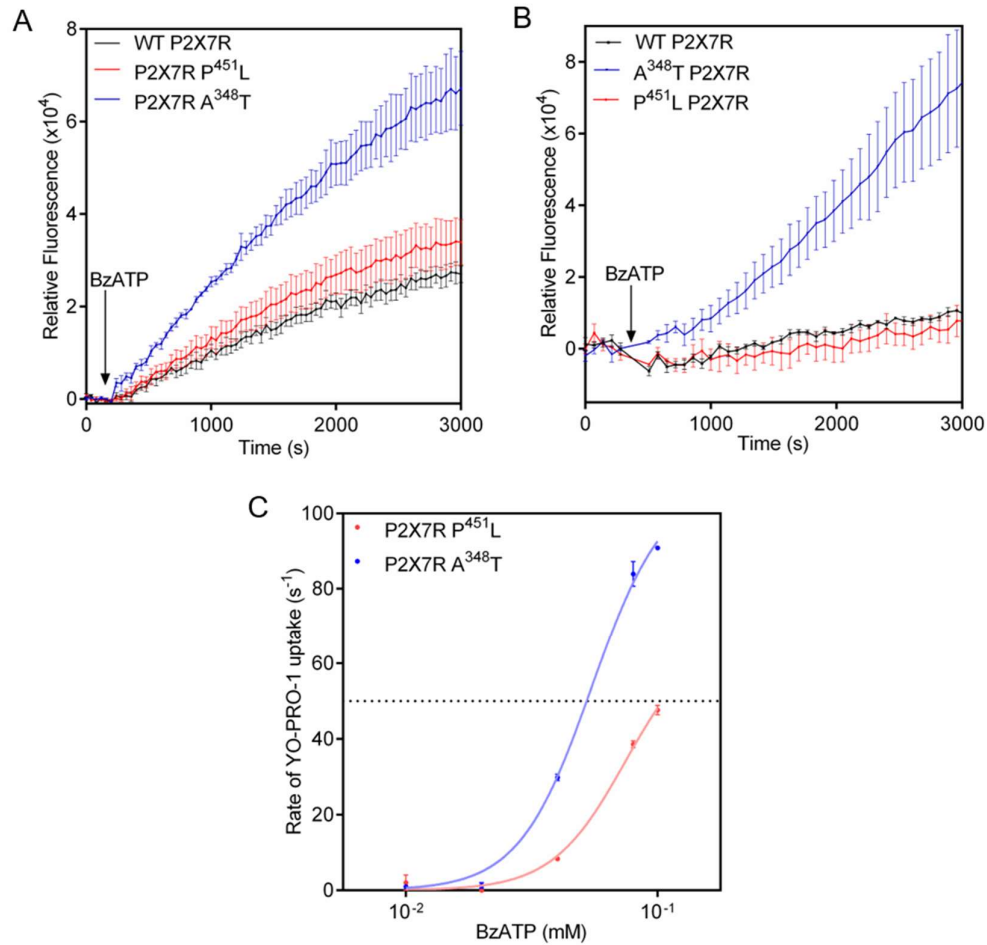 A
8
6
4
2
0
Relative Fluorescence (x10⁴)
WT P2X7R
P2X7R P⁴⁵¹L
P2X7R A³⁴⁸T
BzATP
0 1000 2000 3000
Time (s)
B
8
6
4
2
0
Relative Fluorescence (x10⁴)
WT P2X7R
A³⁴⁸T P2X7R
P⁴⁵¹L P2X7R
BzATP
0 1000 2000 3000
Time (s)
C
100
80
60
40
20
0
Rate of YO-PRO-1 uptake (s⁻¹)
P2X7R P⁴⁵¹L
P2X7R A³⁴⁸T
10⁻² 10⁻¹
BzATP (mM)